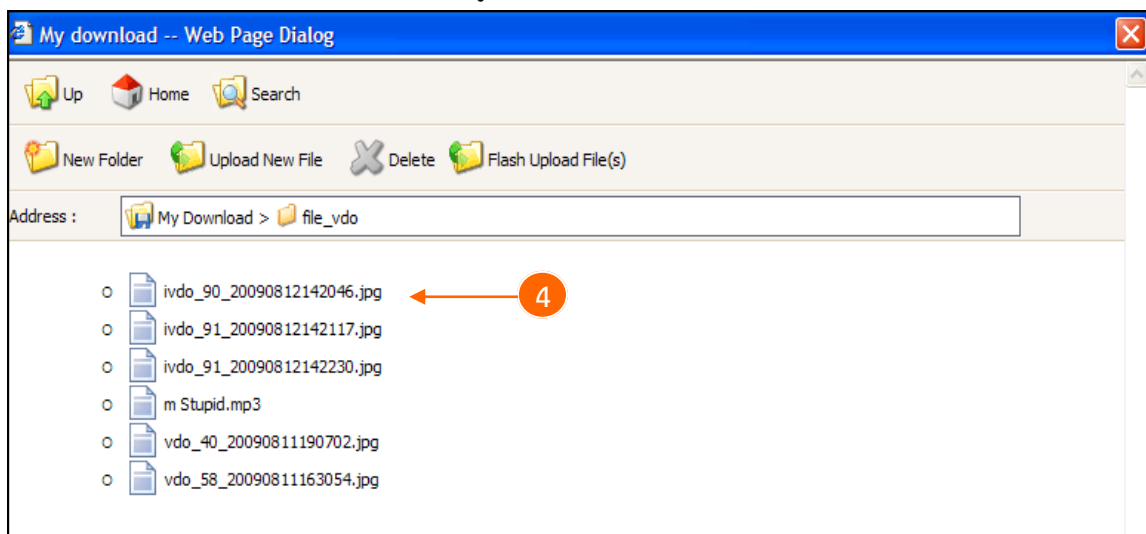 My download -- Web Page Dialog
Up Home Search
New Folder Upload New File Delete Flash Upload File(s)
Address : My Download > file_vdo
ivdo_90_20090812142046.jpg 4
ivdo_91_20090812142117.jpg
ivdo_91_20090812142230.jpg
m Stupid.mp3
vdo_40_20090811190702.jpg
vdo_58_20090811163054.jpg